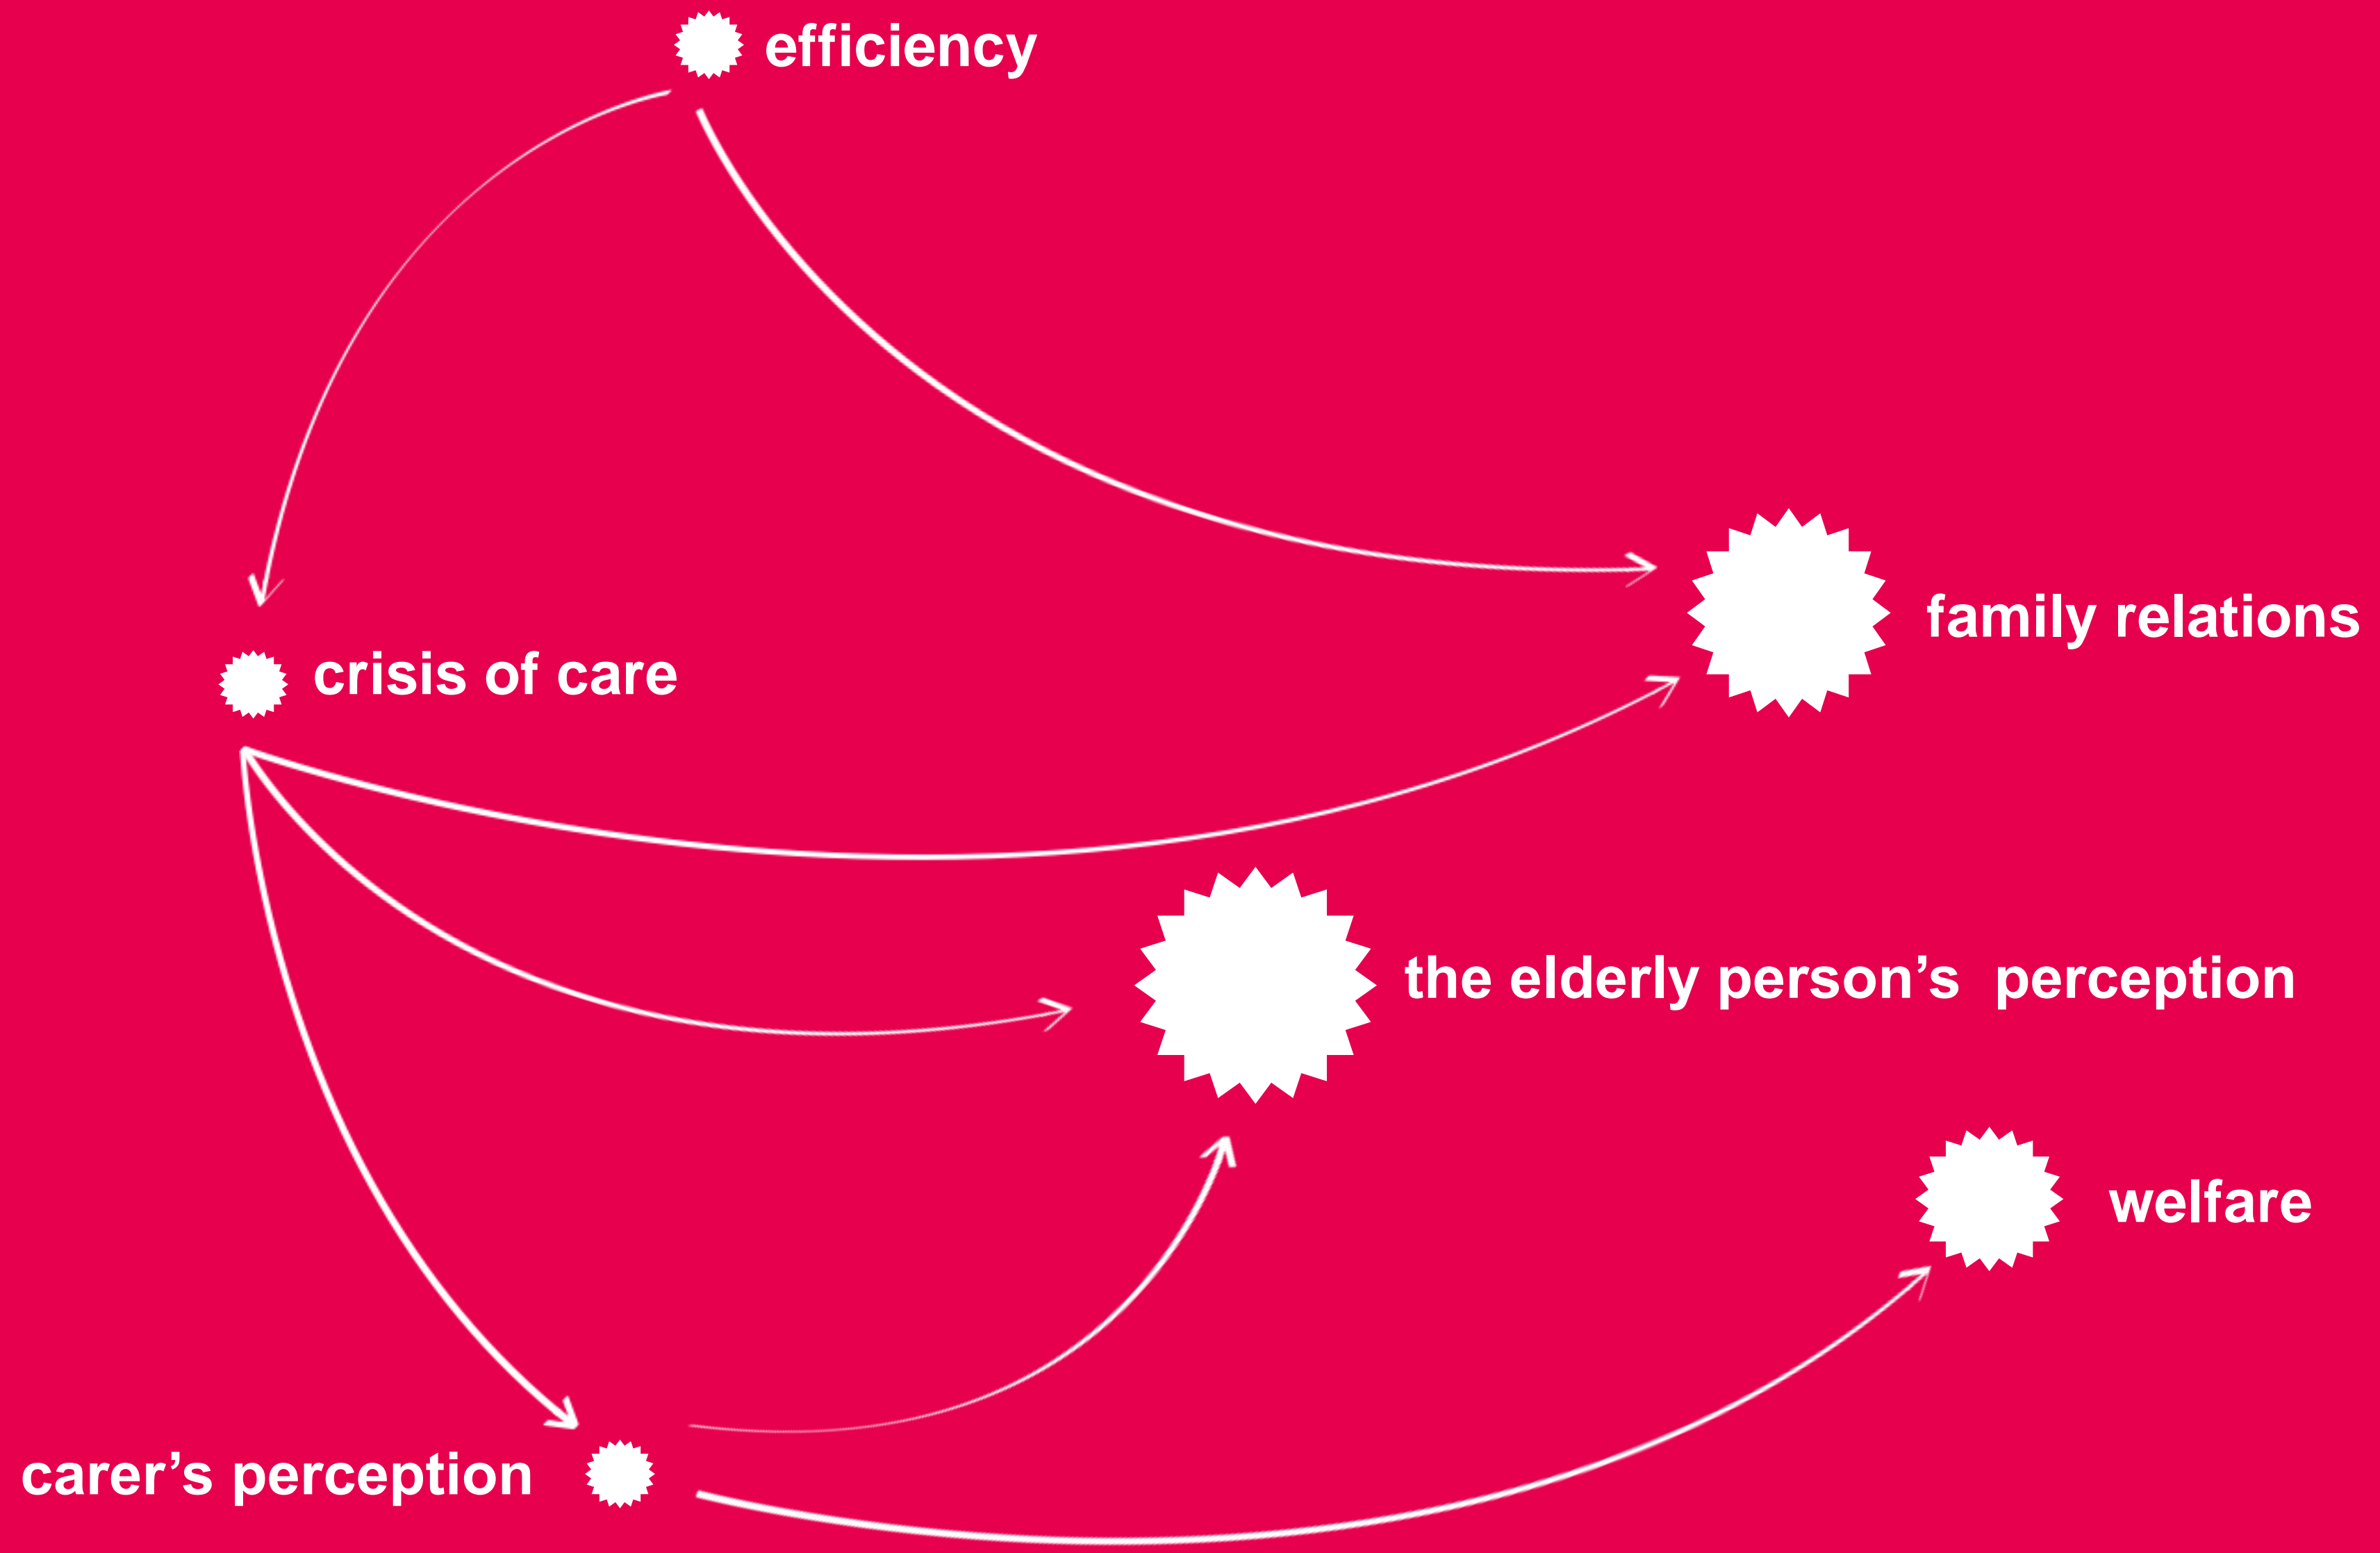 efficiency
family relations
crisis of care
the elderly person’s  perception
welfare
carer’s perception